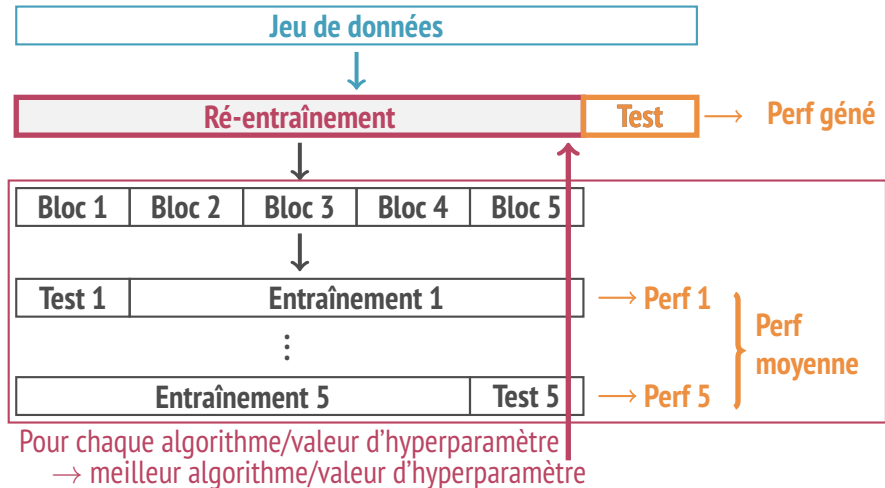 Jeu de données
Ré-entraînement Test → Perf géné
Bloc 1 Bloc 2 Bloc 3 Bloc 4 Bloc 5
Test 1 Entraînement 1 → Perf 1
Perf
moyenne
⋮
Entraînement 5 Test 5 → Perf 5
Pour chaque algorithme/valeur d'hyperparamètre
→ meilleur algorithme/valeur d'hyperparamètre